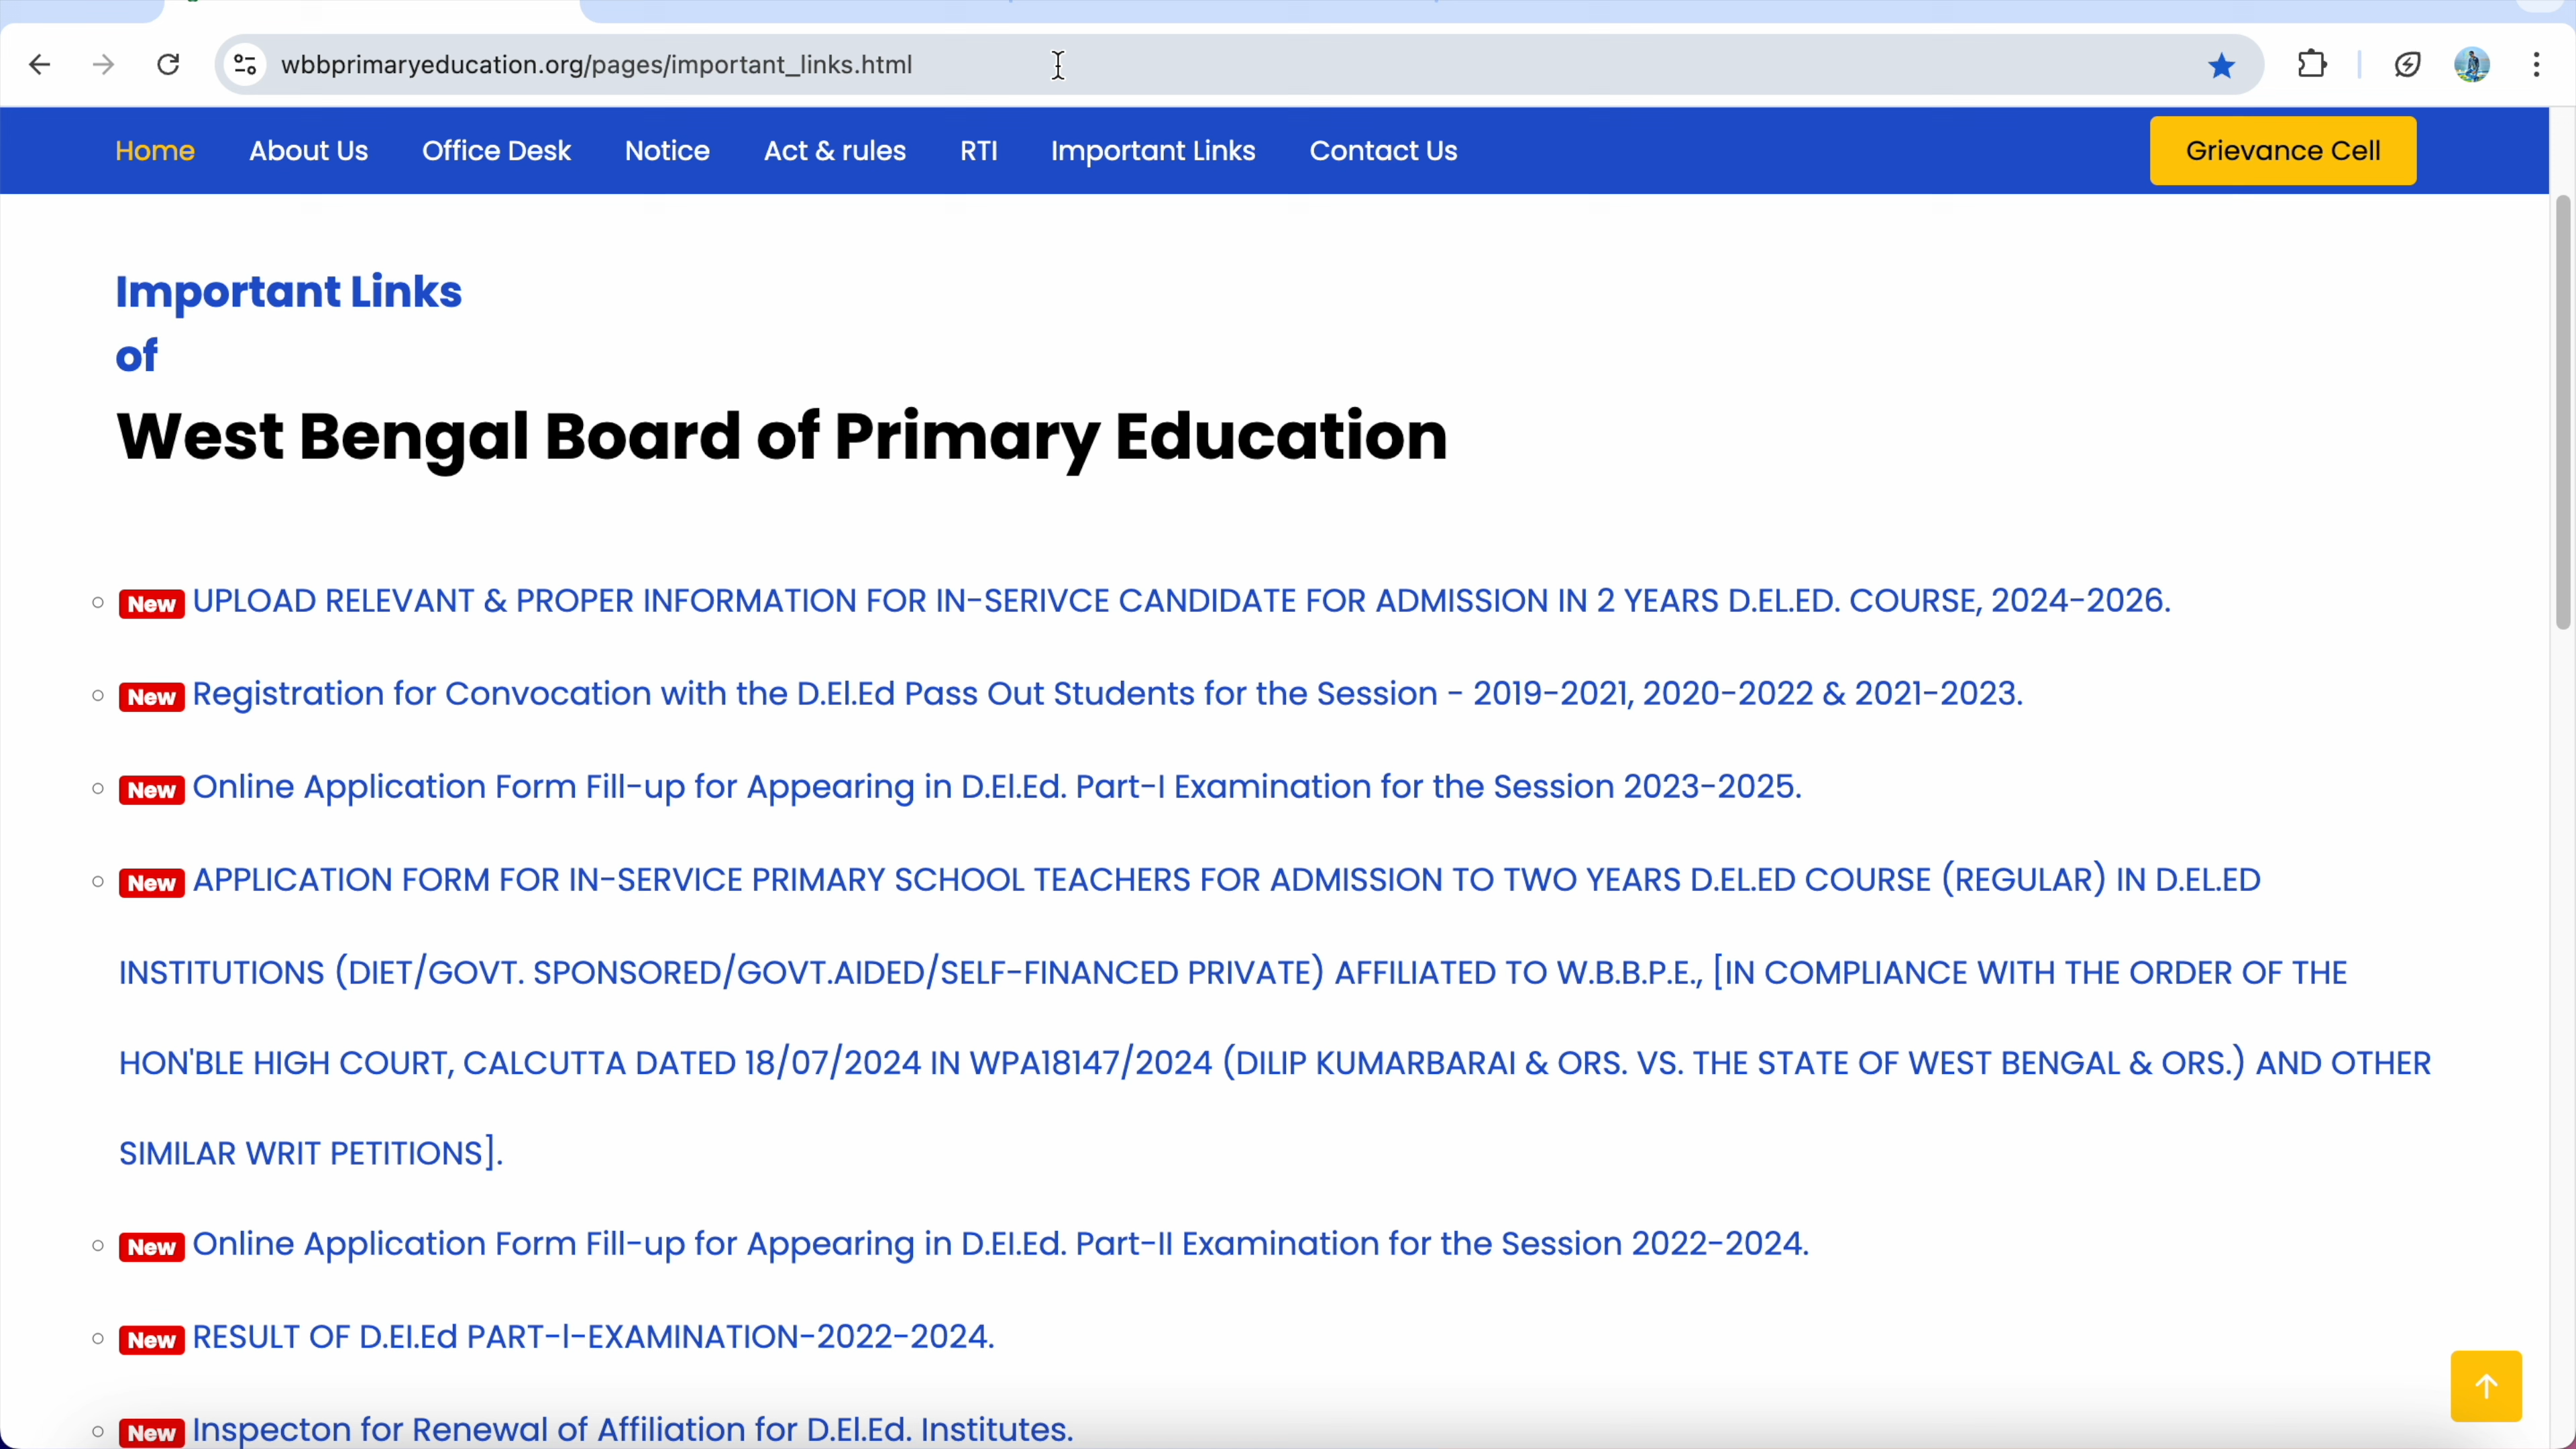 wbbprimaryeducation.org/pages/important_links.html
Home About Us Office Desk Notice Act & rules RTI Important Links Contact Us Grievance Cell
Important Links
of
West Bengal Board of Primary Education
New UPLOAD RELEVANT & PROPER INFORMATION FOR IN-SERIVCE CANDIDATE FOR ADMISSION IN 2 YEARS D.EL.ED. COURSE, 2024-2026.
New Registration for Convocation with the D.El.Ed Pass Out Students for the Session - 2019-2021, 2020-2022 & 2021-2023.
New Online Application Form Fill-up for Appearing in D.El.Ed. Part-I Examination for the Session 2023-2025.
New APPLICATION FORM FOR IN-SERVICE PRIMARY SCHOOL TEACHERS FOR ADMISSION TO TWO YEARS D.EL.ED COURSE (REGULAR) IN D.EL.ED
INSTITUTIONS (DIET/GOVT. SPONSORED/GOVT.AIDED/SELF-FINANCED PRIVATE) AFFILIATED TO W.B.B.P.E., [IN COMPLIANCE WITH THE ORDER OF THE
HON'BLE HIGH COURT, CALCUTTA DATED 18/07/2024 IN WPA18147/2024 (DILIP KUMARBARAI & ORS. VS. THE STATE OF WEST BENGAL & ORS.) AND OTHER
SIMILAR WRIT PETITIONS].
New Online Application Form Fill-up for Appearing in D.El.Ed. Part-II Examination for the Session 2022-2024.
New RESULT OF D.El.Ed PART-I-EXAMINATION-2022-2024.
New Inspecton for Renewal of Affiliation for D.El.Ed. Institutes.